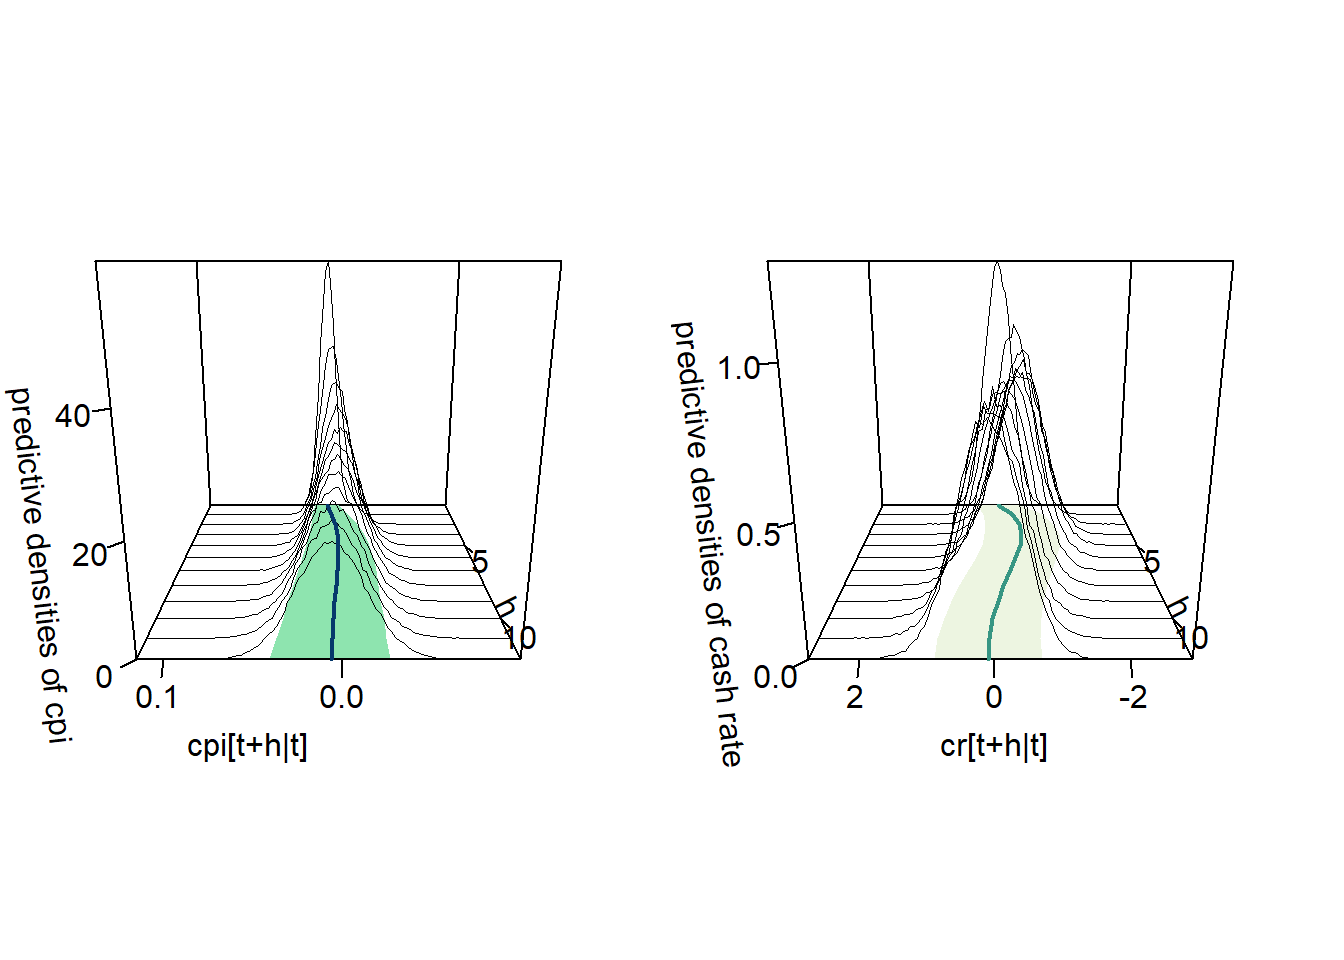 predictive densities of cpi
40
20
0
0.1
0.0
cpi[t+h|t]
5
h
10
predictive densities of cash rate
1.0
0.5
0.0
2
0
-2
cr[t+h|t]
5
h
10